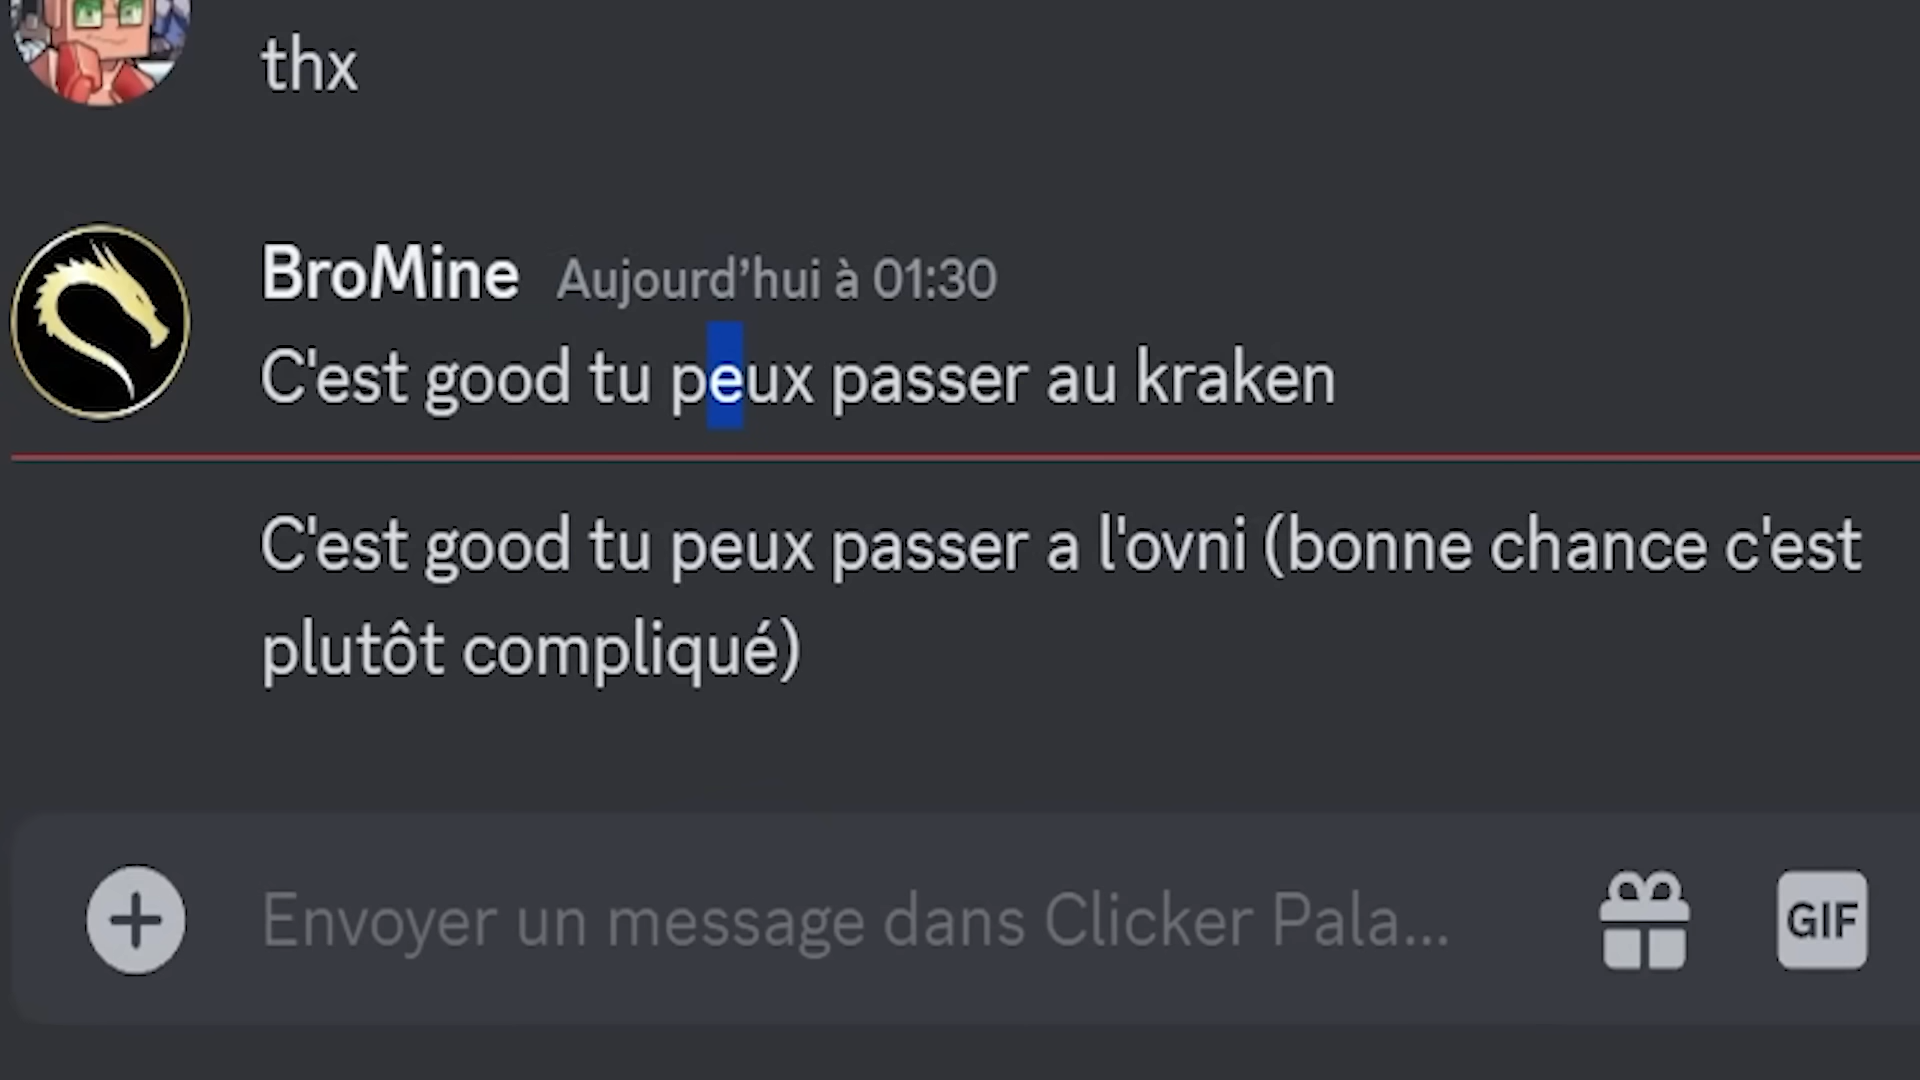 thx
BroMine Aujourd’hui à 01:30
C'est good tu peux passer au kraken
C'est good tu peux passer a l'ovni (bonne chance c'est
plutôt compliqué)
Envoyer un message dans Clicker Pala...
GIF